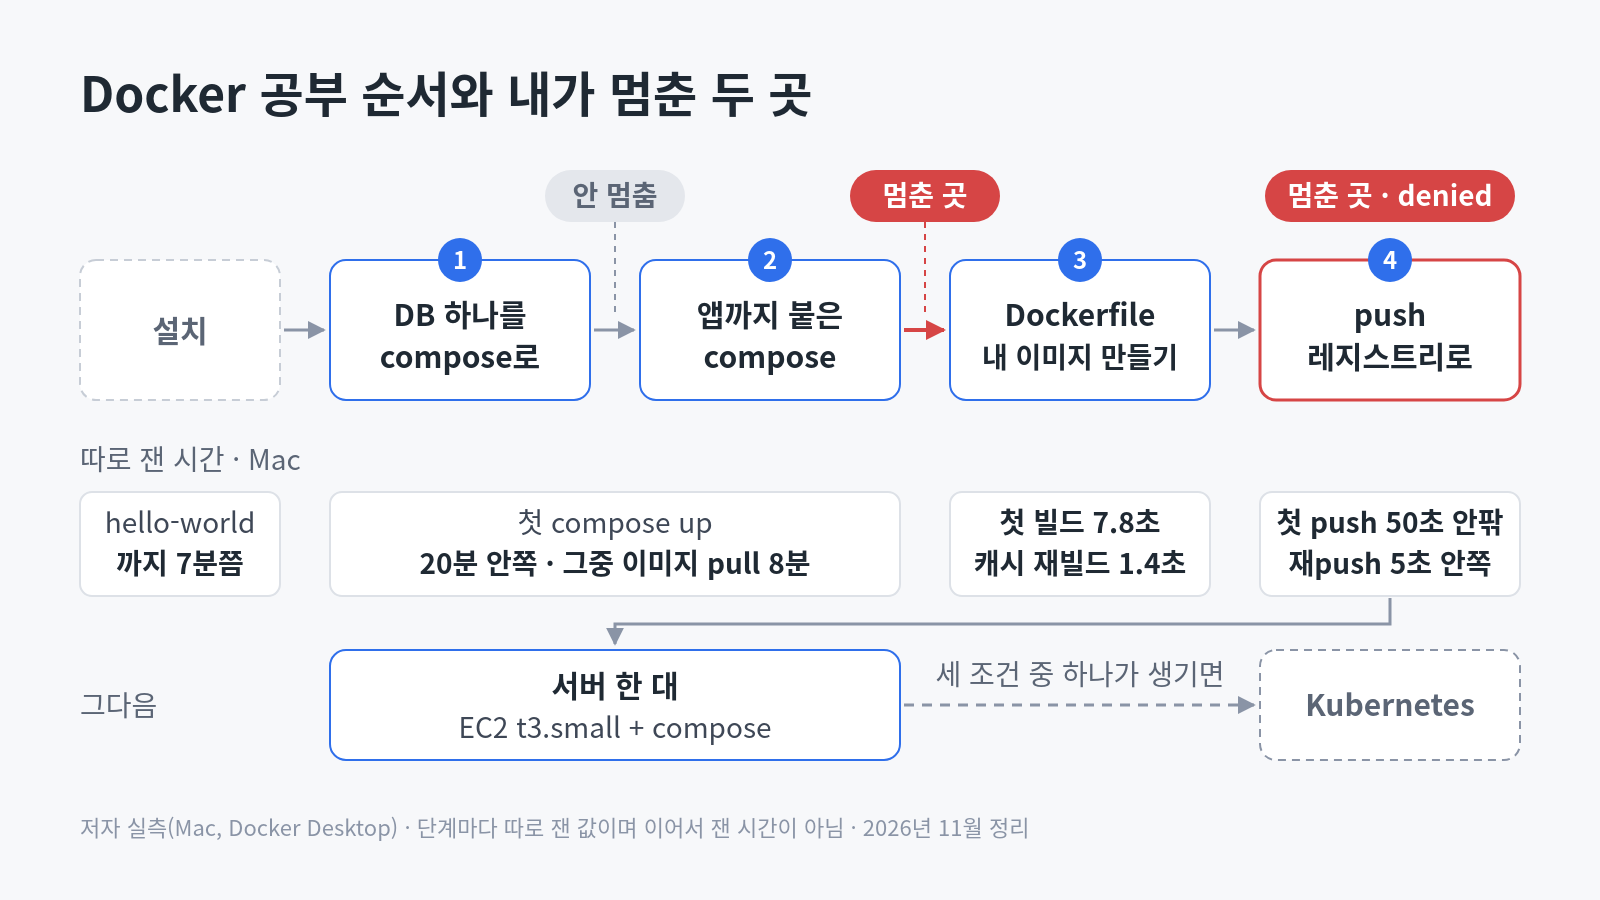 Docker 공부 순서와 내가 멈춘 두 곳
안 멈춤
멈춘 곳
멈춘 곳 · denied
설치
1
DB 하나를
compose로
2
앱까지 붙은
compose
3
Dockerfile
내 이미지 만들기
4
push
레지스트리로
따로 잰 시간 · Mac
hello-world
까지 7분쯤
첫 compose up
20분 안쪽 · 그중 이미지 pull 8분
첫 빌드 7.8초
캐시 재빌드 1.4초
첫 push 50초 안팎
재push 5초 안쪽
그다음
서버 한 대
EC2 t3.small + compose
세 조건 중 하나가 생기면
Kubernetes
저자 실측(Mac, Docker Desktop) · 단계마다 따로 잰 값이며 이어서 잰 시간이 아님 · 2026년 11월 정리